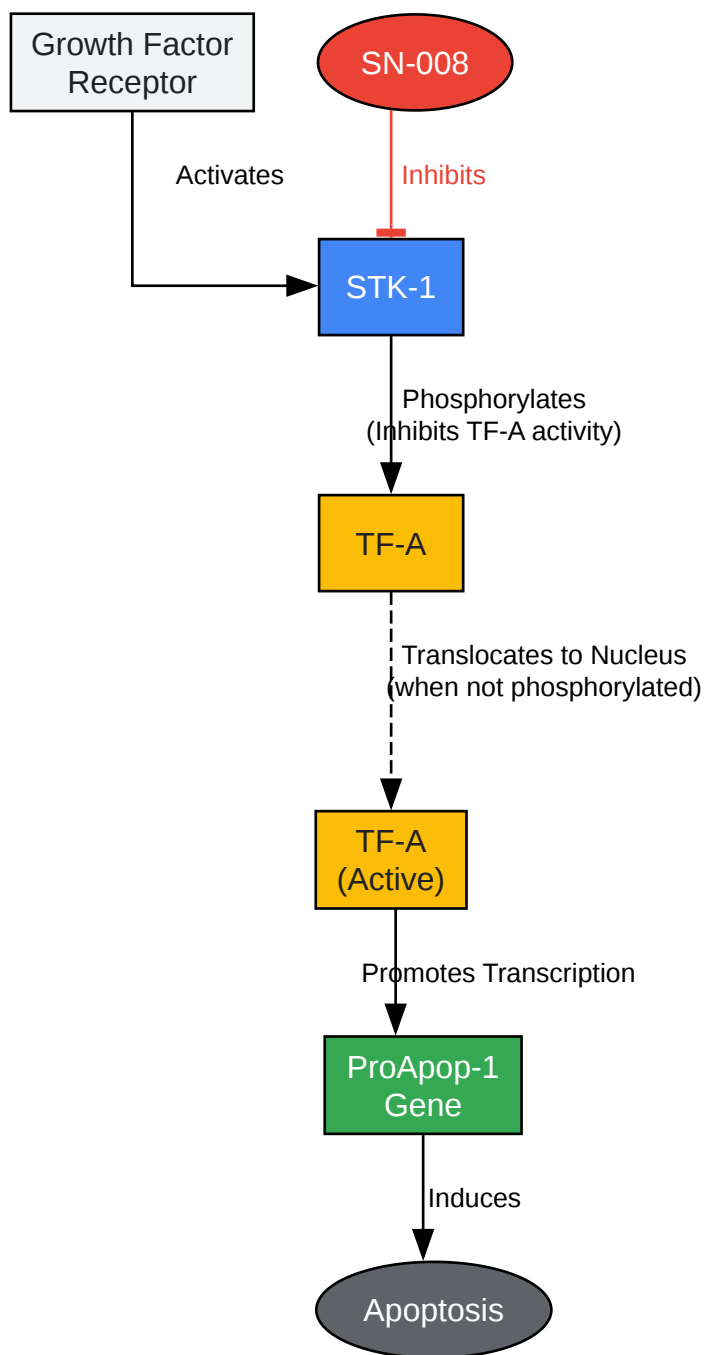 Growth Factor
Receptor
SN-008
Activates
Inhibits
STK-1
Phosphorylates
(Inhibits TF-A activity)
TF-A
Translocates to Nucleus
(when not phosphorylated)
TF-A
(Active)
Promotes Transcription
ProApop-1
Gene
Induces
Apoptosis